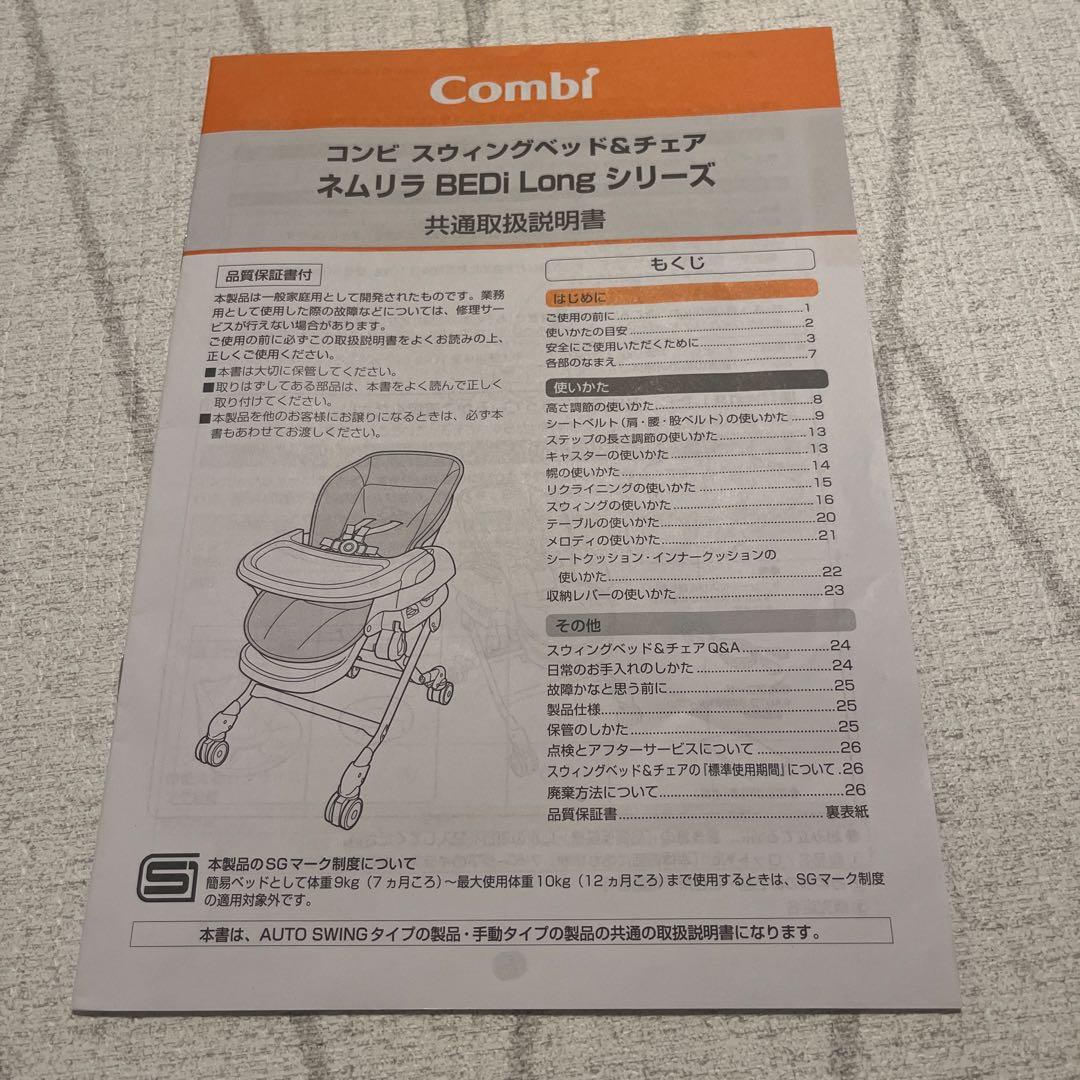 Combi
コンビ スウィングベッド&チェア
ネムリラ BEDi Long シリーズ
共通取扱説明書
品質保証書付
本製品は一般家庭用として開発されたものです。業務
用として使用した際の故障などについては、修理サー
ビスが行えない場合があります。
ご使用の前に必ずこの取扱説明書をよくお読みの上、
正しくご使用ください。
■本書は大切に保管してください。
■取りはずしてある部品は、本書をよく読んで正しく
取り付けてください。
■本製品を他のお客様にお譲りになるときは、必ず本
書もあわせてお渡しください。
もくじ
はじめに
ご使用の前に........1
使いかたの目安........2
安全にご使用いただくために........3
各部のなまえ........7
使いかた
高さ調節の使いかた........8
シートベルト(肩・腰・股ベルト)の使いかた......9
ステップの長さ調節の使いかた........13
キャスターの使いかた........13
幌の使いかた........14
リクライニングの使いかた........15
スウィングの使いかた........16
テーブルの使いかた........20
メロディの使いかた........21
シートクッション・インナークッションの
使いかた........22
収納レバーの使いかた........23
その他
スウィングベッド&チェアQ&A........24
日常のお手入れのしかた........24
故障かなと思う前に........25
製品仕様........25
保管のしかた........25
点検とアフターサービスについて........26
スウィングベッド&チェアの『標準使用期間』について.26
廃棄方法について........26
品質保証書........裏表紙
本製品のSGマーク制度について
簡易ベッドとして体重9kg(7ヵ月ころ)～最大使用体重10kg(12ヵ月ころ)まで使用するときは、SGマーク制度
の適用対象外です。
本書は、AUTO SWINGタイプの製品・手動タイプの製品の共通の取扱説明書になります。